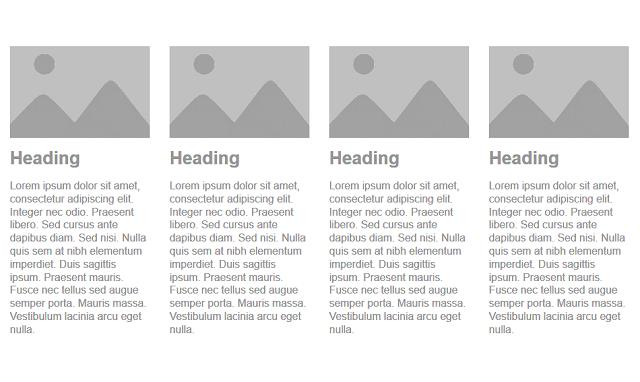 Heading
Lorem ipsum dolor sit amet,
consectetur adipiscing elit.
Integer nec odio. Praesent
libero. Sed cursus ante
dapibus diam. Sed nisi. Nulla
quis sem at nibh elementum
imperdiet. Duis sagittis
ipsum. Praesent mauris.
Fusce nec tellus sed augue
semper porta. Mauris massa.
Vestibulum lacinia arcu eget
nulla.
Heading
Lorem ipsum dolor sit amet,
consectetur adipiscing elit.
Integer nec odio. Praesent
libero. Sed cursus ante
dapibus diam. Sed nisi. Nulla
quis sem at nibh elementum
imperdiet. Duis sagittis
ipsum. Praesent mauris.
Fusce nec tellus sed augue
semper porta. Mauris massa.
Vestibulum lacinia arcu eget
nulla.
Heading
Lorem ipsum dolor sit amet,
consectetur adipiscing elit.
Integer nec odio. Praesent
libero. Sed cursus ante
dapibus diam. Sed nisi. Nulla
quis sem at nibh elementum
imperdiet. Duis sagittis
ipsum. Praesent mauris.
Fusce nec tellus sed augue
semper porta. Mauris massa.
Vestibulum lacinia arcu eget
nulla.
Heading
Lorem ipsum dolor sit amet,
consectetur adipiscing elit.
Integer nec odio. Praesent
libero. Sed cursus ante
dapibus diam. Sed nisi. Nulla
quis sem at nibh elementum
imperdiet. Duis sagittis
ipsum. Praesent mauris.
Fusce nec tellus sed augue
semper porta. Mauris massa.
Vestibulum lacinia arcu eget
nulla.